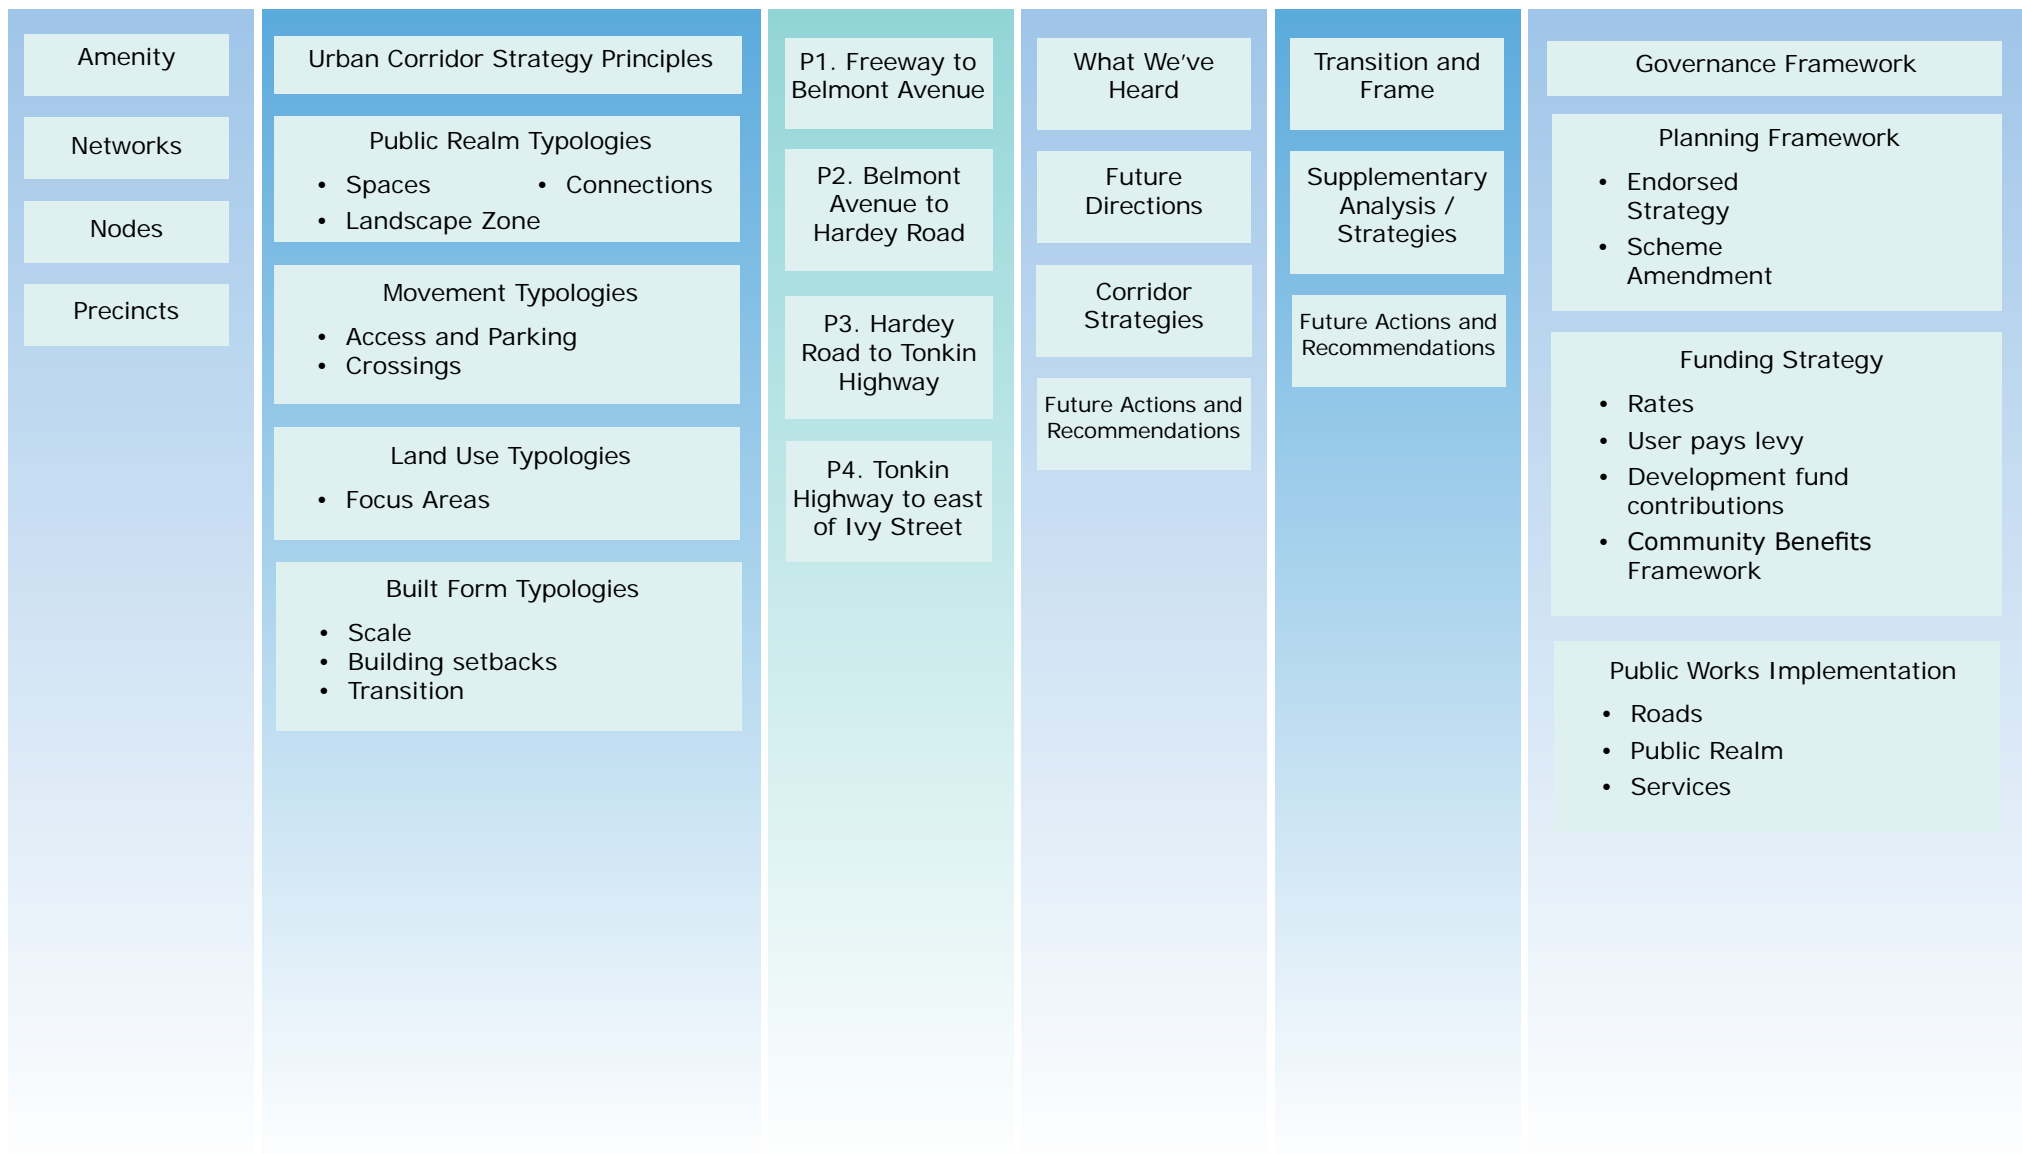 Amenity
Networks
Nodes
Precincts
Urban Corridor Strategy Principles
Public Realm Typologies
• Spaces
• Connections
• Landscape Zone
Movement Typologies
• Access and Parking
• Crossings
Land Use Typologies
• Focus Areas
Built Form Typologies
• Scale
• Building setbacks
• Transition
P1. Freeway to
Belmont Avenue
P2. Belmont
Avenue to
Hardey Road
P3. Hardey
Road to Tonkin
Highway
P4. Tonkin
Highway to east
of Ivy Street
What We’ve
Heard
Future
Directions
Corridor
Strategies
Future Actions and
Recommendations
Transition and
Frame
Supplementary
Analysis /
Strategies
Future Actions and
Recommendations
Governance Framework
Planning Framework
• Endorsed
Strategy
• Scheme
Amendment
Funding Strategy
• Rates
• User pays levy
• Development fund
contributions
• Community Benefits
Framework
Public Works Implementation
• Roads
• Public Realm
• Services